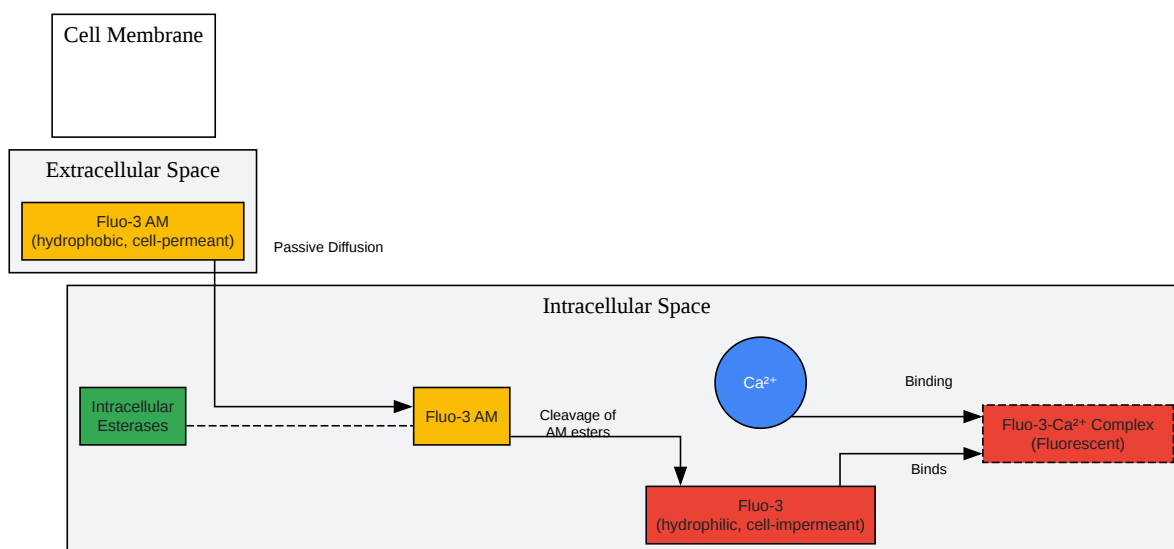 Cell Membrane
Extracellular Space
Fluo-3 AM
(hydrophobic, cell-permeant)
Passive Diffusion
Intracellular Space
Intracellular
Esterases
Fluo-3 AM
Cleavage of
AM esters
Ca²⁺
Binding
Fluo-3-Ca²⁺ Complex
(Fluorescent)
Binds
Fluo-3
(hydrophilic, cell-impermeant)